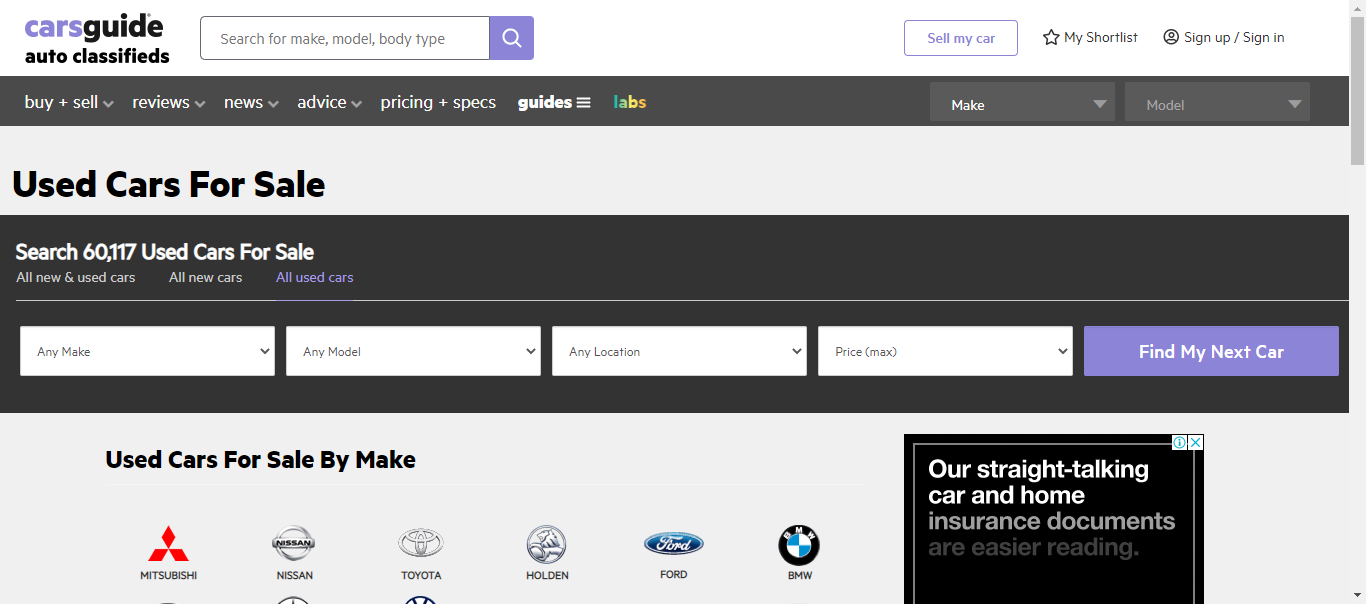 carsguide
auto classifieds
Search for make, model, body type
Sell my car
My Shortlist
Sign up / Sign in
buy + sell
reviews
news
advice
pricing + specs
guides
labs
Make
Model
Used Cars For Sale
Search 60,117 Used Cars For Sale
All new & used cars
All new cars
All used cars
Any Make
Any Model
Any Location
Price (max)
Find My Next Car
Used Cars For Sale By Make
Our straight-talking
car and home
insurance documents
are easier reading.
NISSAN
Ford
BMW
MITSUBISHI
NISSAN
TOYOTA
HOLDEN
FORD
BMW